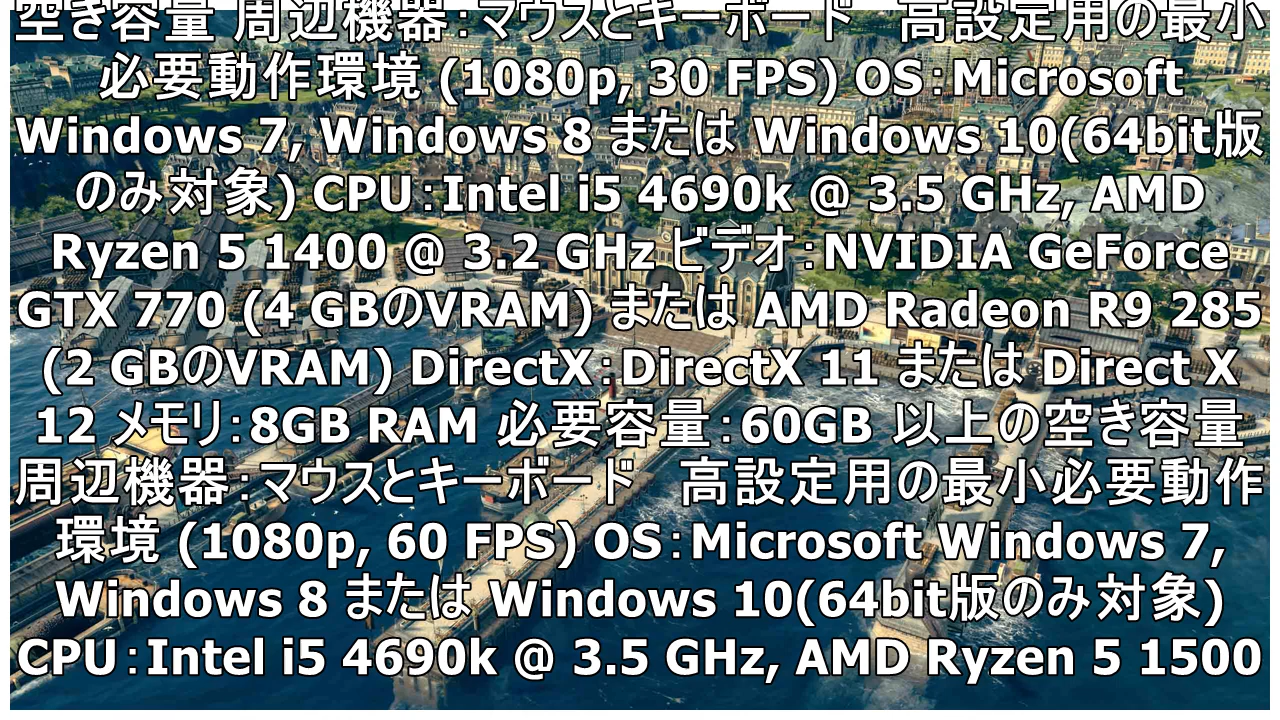 空き容量 周辺機器：マウスとキーボード　高設定用の最小
必要動作環境 (1080p, 30 FPS) OS：Microsoft
Windows 7, Windows 8 または Windows 10(64bit版
のみ対象) CPU：Intel i5 4690k @ 3.5 GHz, AMD
Ryzen 5 1400 @ 3.2 GHz ビデオ：NVIDIA GeForce
GTX 770 (4 GBのVRAM) または AMD Radeon R9 285
(2 GBのVRAM) DirectX：DirectX 11 または Direct X
12 メモリ：8GB RAM 必要容量：60GB 以上の空き容量
周辺機器：マウスとキーボード　高設定用の最小必要動作
環境 (1080p, 60 FPS) OS：Microsoft Windows 7,
Windows 8 または Windows 10(64bit版のみ対象)
CPU：Intel i5 4690k @ 3.5 GHz, AMD Ryzen 5 1500